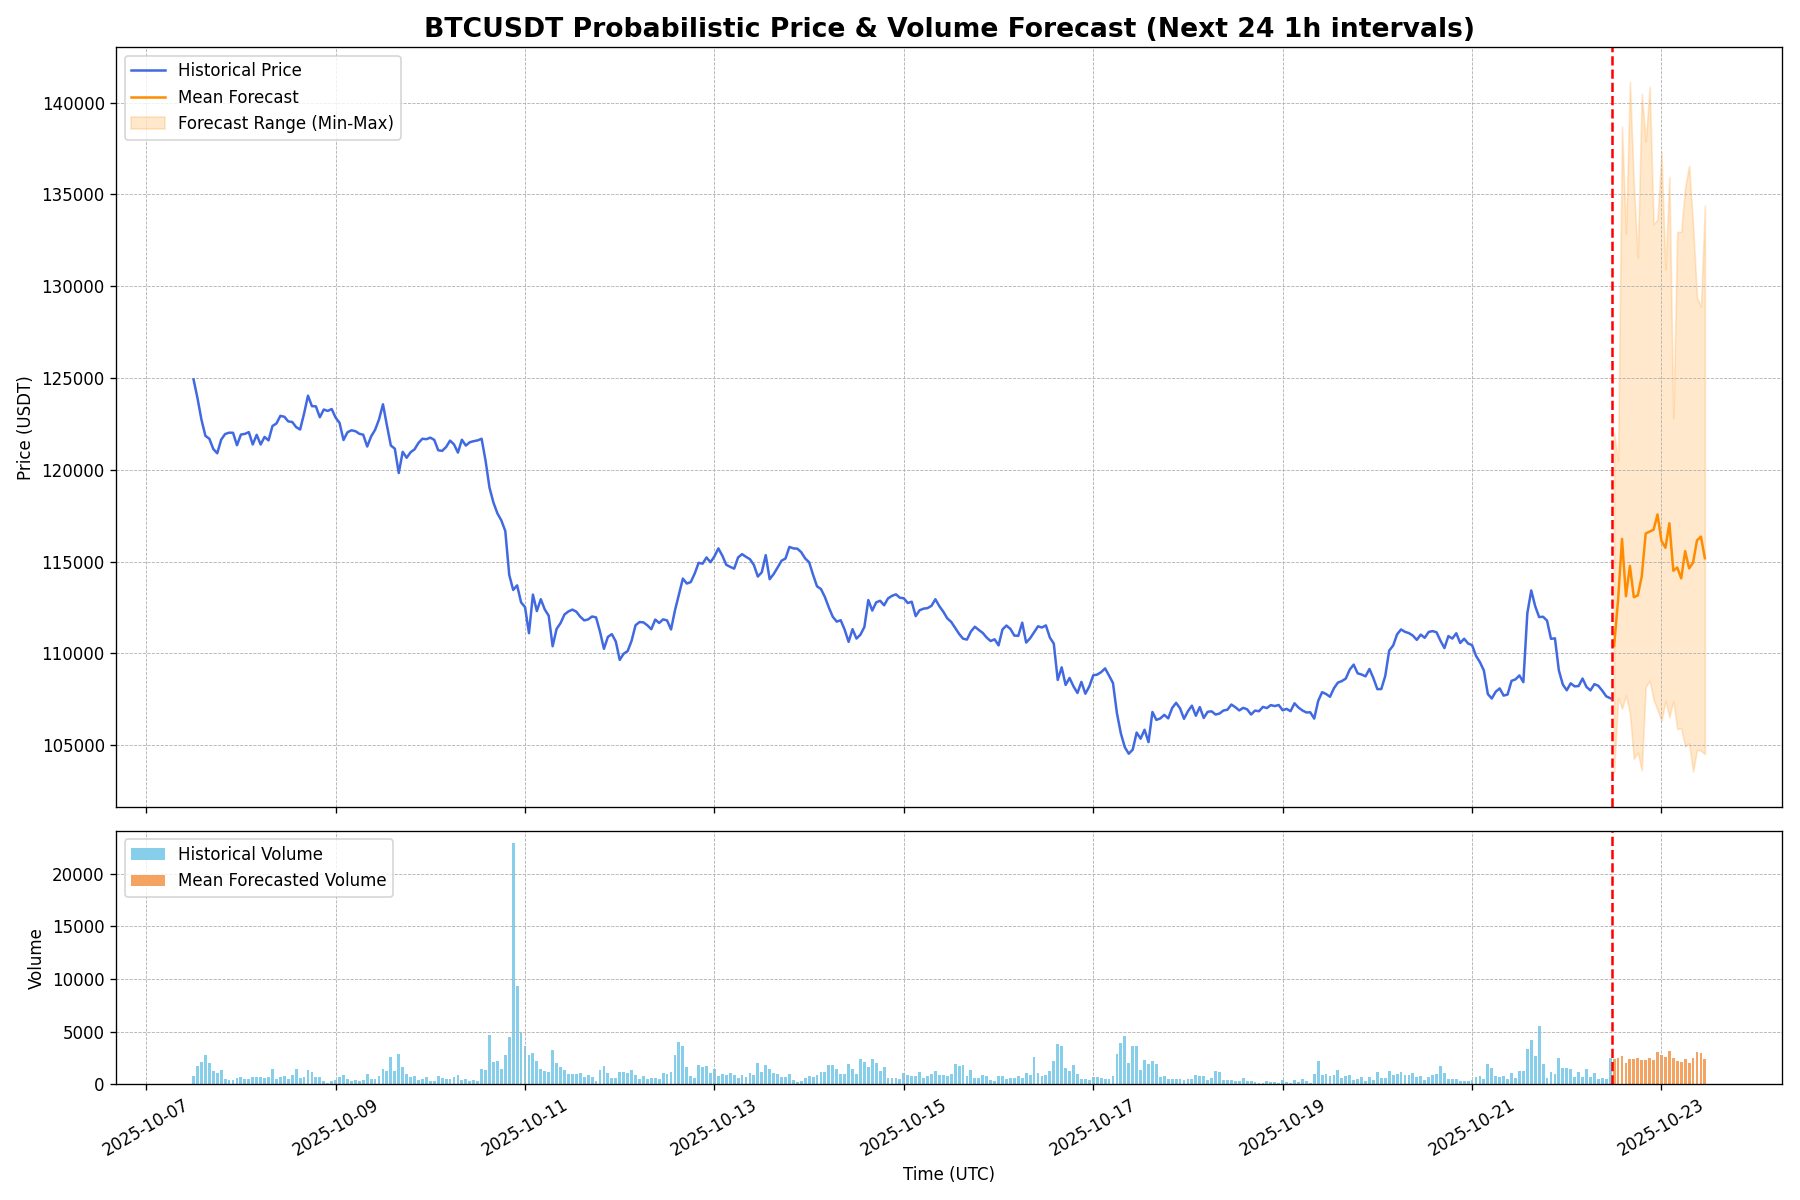 BTCUSDT Probabilistic Price & Volume Forecast (Next 24 1h intervals)
Historical Price
Mean Forecast
Forecast Range (Min-Max)
140000
135000
130000
125000
120000
115000
110000
105000
Price (USDT)
Historical Volume
Mean Forecasted Volume
20000
15000
10000
5000
0
Volume
2025-10-07
2025-10-09
2025-10-11
2025-10-13
2025-10-15
2025-10-17
2025-10-19
2025-10-21
2025-10-23
Time (UTC)